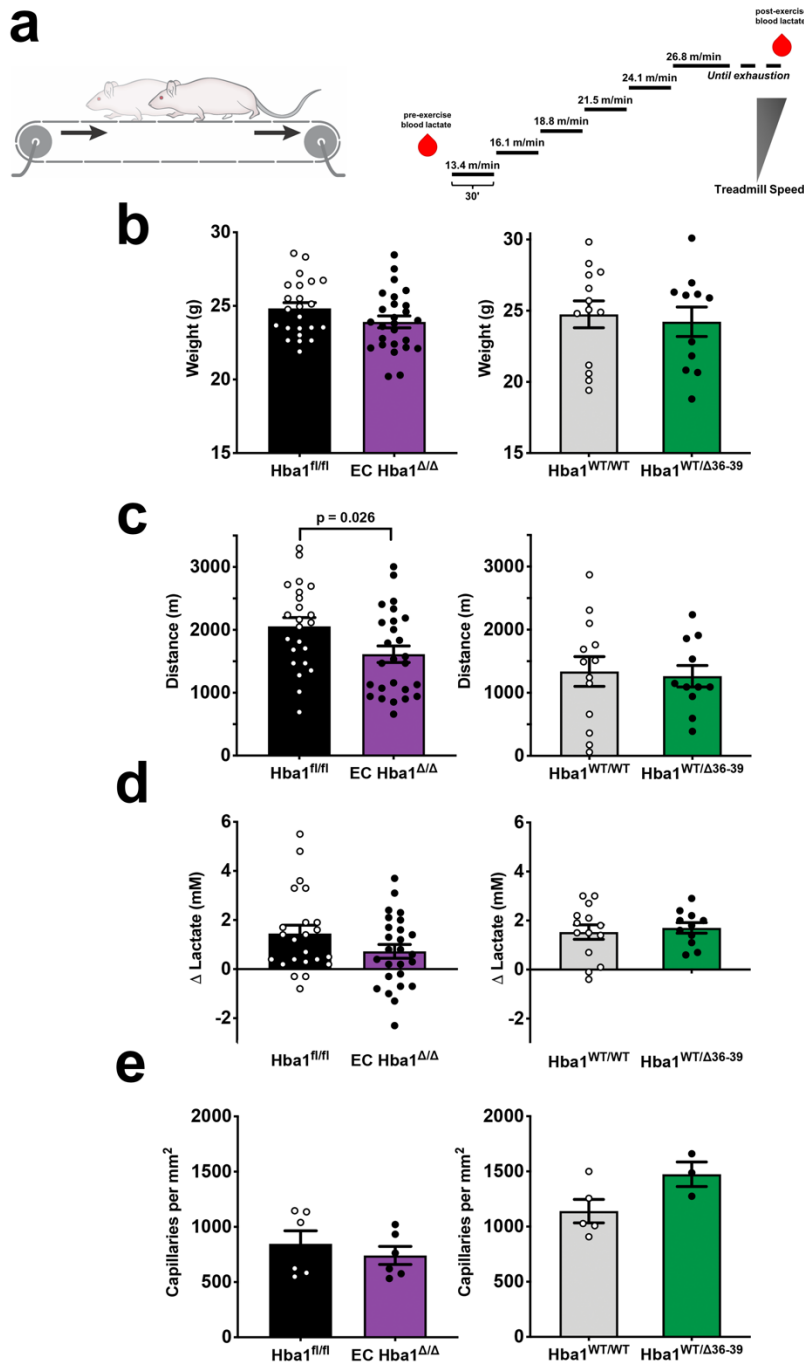 a
pre-exercise
blood lactate
13.4 m/min
30'
16.1 m/min
18.8 m/min
21.5 m/min
24.1 m/min
26.8 m/min
Until exhaustion
post-exercise
blood lactate
Treadmill Speed
b
Weight (g)
30
25
20
15
Hba1fl/fl
EC Hba1Δ/Δ
Weight (g)
30
25
20
15
Hba1WT/WT
Hba1WT/Δ36-39
c
p = 0.026
Distance (m)
3000
2000
1000
0
Hba1fl/fl
EC Hba1Δ/Δ
Distance (m)
3000
2000
1000
0
Hba1WT/WT
Hba1WT/Δ36-39
d
Δ Lactate (mM)
6
4
2
0
-2
Hba1fl/fl
EC Hba1Δ/Δ
Δ Lactate (mM)
6
4
2
0
-2
Hba1WT/WT
Hba1WT/Δ36-39
e
Capillaries per mm2
2000
1500
1000
500
0
Hba1fl/fl
EC Hba1Δ/Δ
Capillaries per mm2
2000
1500
1000
500
0
Hba1WT/WT
Hba1WT/Δ36-39